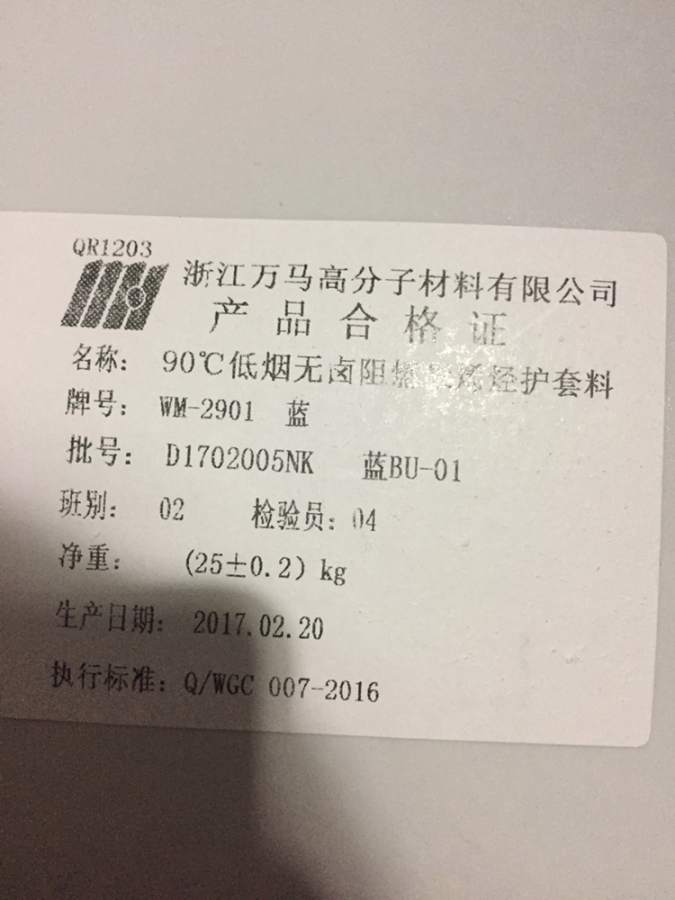 QR1203
浙江万马高分子材料有限公司
产品合格证
名称: 90℃低烟无卤阻燃聚烯烃护套料
牌号: WM-2901 蓝
批号: D1702005NK 蓝BU-01
班别: 02 检验员: 04
净重: (25±0.2) kg
生产日期: 2017.02.20
执行标准: Q/WGC 007-2016